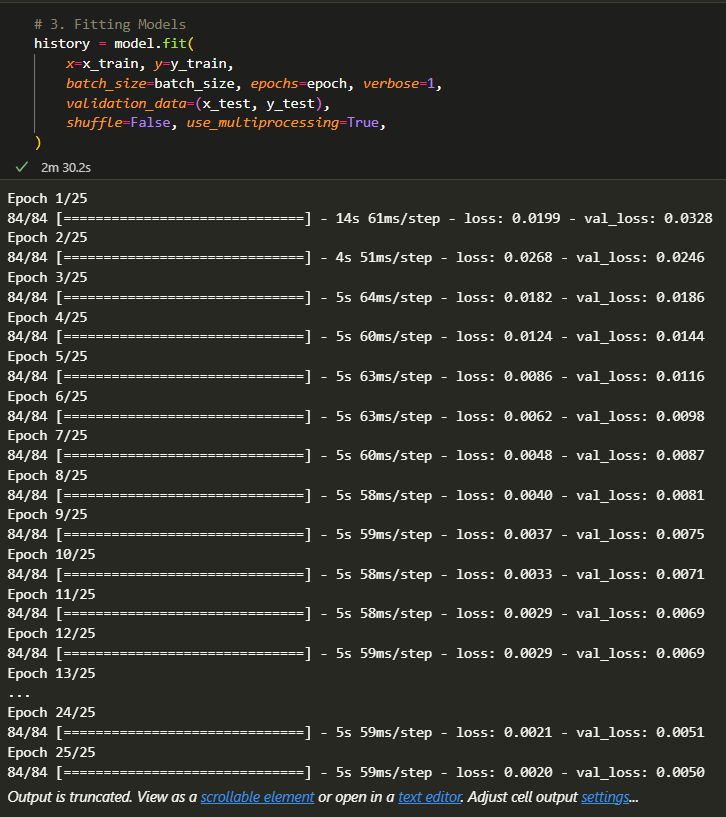 # 3. Fitting Models
history = model.fit(
x=x_train, y=y_train,
batch_size=batch_size, epochs=epoch, verbose=1,
validation_data=(x_test, y_test),
shuffle=False, use_multiprocessing=True,
)
2m 30.2s
Epoch 1/25
84/84 [==============================] - 14s 61ms/step - loss: 0.0199 - val_loss: 0.0328
Epoch 2/25
84/84 [==============================] - 4s 51ms/step - loss: 0.0268 - val_loss: 0.0246
Epoch 3/25
84/84 [==============================] - 5s 64ms/step - loss: 0.0182 - val_loss: 0.0186
Epoch 4/25
84/84 [==============================] - 5s 60ms/step - loss: 0.0124 - val_loss: 0.0144
Epoch 5/25
84/84 [==============================] - 5s 63ms/step - loss: 0.0086 - val_loss: 0.0116
Epoch 6/25
84/84 [==============================] - 5s 63ms/step - loss: 0.0062 - val_loss: 0.0098
Epoch 7/25
84/84 [==============================] - 5s 60ms/step - loss: 0.0048 - val_loss: 0.0087
Epoch 8/25
84/84 [==============================] - 5s 58ms/step - loss: 0.0040 - val_loss: 0.0081
Epoch 9/25
84/84 [==============================] - 5s 59ms/step - loss: 0.0037 - val_loss: 0.0075
Epoch 10/25
84/84 [==============================] - 5s 58ms/step - loss: 0.0033 - val_loss: 0.0071
Epoch 11/25
84/84 [==============================] - 5s 58ms/step - loss: 0.0029 - val_loss: 0.0069
Epoch 12/25
84/84 [==============================] - 5s 59ms/step - loss: 0.0029 - val_loss: 0.0069
Epoch 13/25
...
Epoch 24/25
84/84 [==============================] - 5s 59ms/step - loss: 0.0021 - val_loss: 0.0051
Epoch 25/25
84/84 [==============================] - 5s 59ms/step - loss: 0.0020 - val_loss: 0.0050
Output is truncated. View as a scrollable element or open in a text editor. Adjust cell output settings...